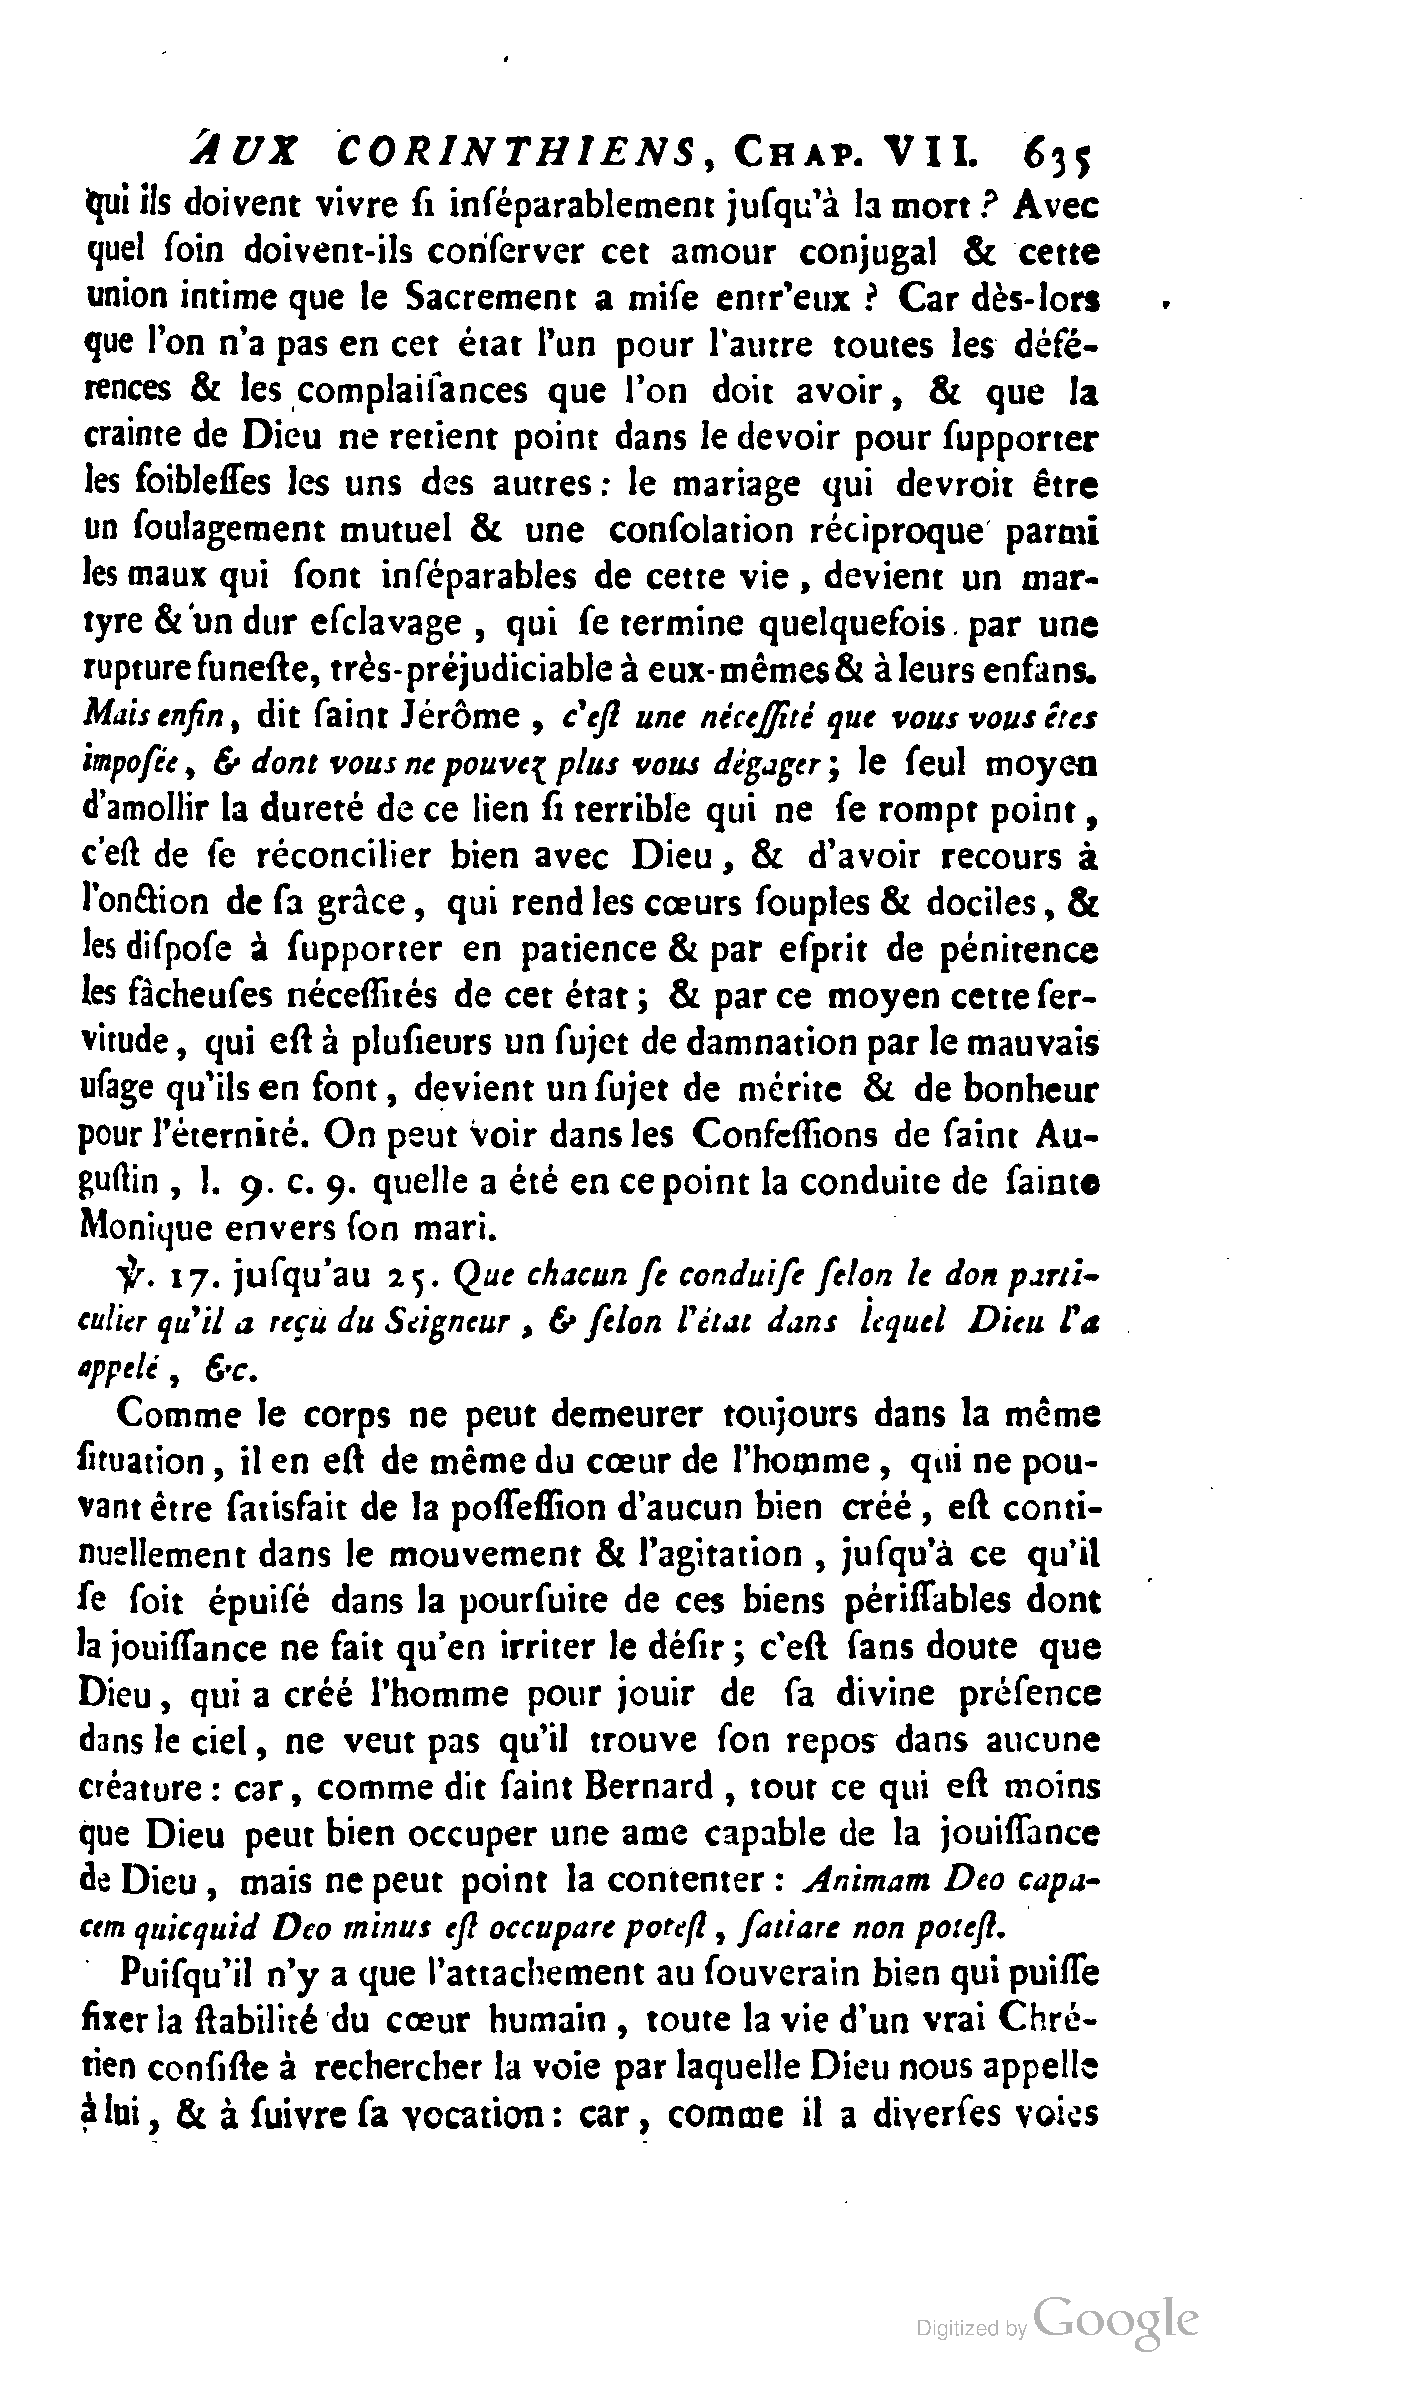 AUX CORINTHIENS, CHAP. VII. 635
qui ils doivent vivre ſi inſéparablement juſqu'à la mort ? Avec
quel ſoin doivent-ils conſerver cet amour conjugal & cette
union intime que le Sacrement a miſe entr'eux ? Car dès-lors
que l'on n'a pas en cet état l'un pour l'autre toutes les défé-
rences & les complaiſances que l'on doit avoir, & que la
crainte de Dieu ne retient point dans le devoir pour ſupporter
les foibleſſes les uns des autres : le mariage qui devroit être
un ſoulagement mutuel & une conſolation réciproque parmi
les maux qui ſont inſéparables de cette vie, devient un mar-
tyre & un dur eſclavage, qui ſe termine quelquefois par une
rupture funeſte, très-préjudiciable à eux-mêmes & à leurs enfans.
Mais enfin, dit ſaint Jérôme, c'eſt une néceſſité que vous vous êtes
impoſée, & dont vous ne pouvez plus vous dégager ; le ſeul moyen
d'amollir la dureté de ce lien ſi terrible qui ne ſe rompt point,
c'eſt de ſe réconcilier bien avec Dieu, & d'avoir recours à
l'onction de ſa grâce, qui rend les cœurs ſouples & dociles, &
les diſpoſe à ſupporter en patience & par eſprit de pénitence
les fâcheuſes néceſſités de cet état ; & par ce moyen cette ſer-
vitude, qui eſt à pluſieurs un ſujet de damnation par le mauvais
uſage qu'ils en font, devient un ſujet de mérite & de bonheur
pour l'éternité. On peut voir dans les Confeſſions de ſaint Au-
guſtin, l. 9. c. 9. quelle a été en ce point la conduite de ſainte
Monique envers ſon mari.
℣. 17. juſqu'au 25. Que chacun ſe conduiſe ſelon le don parti-
culier qu'il a reçu du Seigneur, & ſelon l'état dans lequel Dieu l'a
appelé, &c.
Comme le corps ne peut demeurer toujours dans la même
ſituation, il en eſt de même du cœur de l'homme, qui ne pou-
vant être ſatisfait de la poſſeſſion d'aucun bien créé, eſt conti-
nuellement dans le mouvement & l'agitation, juſqu'à ce qu'il
ſe ſoit épuiſé dans la pourſuite de ces biens périſſables dont
la jouiſſance ne fait qu'en irriter le déſir ; c'eſt ſans doute que
Dieu, qui a créé l'homme pour jouir de ſa divine préſence
dans le ciel, ne veut pas qu'il trouve ſon repos dans aucune
créature : car, comme dit ſaint Bernard, tout ce qui eſt moins
que Dieu peut bien occuper une ame capable de la jouiſſance
de Dieu, mais ne peut point la contenter : Animam Deo capa-
cem quicquid Deo minus eſt occupare poteſt, ſatiare non poteſt.
Puiſqu'il n'y a que l'attachement au ſouverain bien qui puiſſe
fixer la ſtabilité du cœur humain, toute la vie d'un vrai Chré-
tien conſiſte à rechercher la voie par laquelle Dieu nous appelle
à lui, & à ſuivre ſa vocation : car, comme il a diverſes voies
Digitized by Google